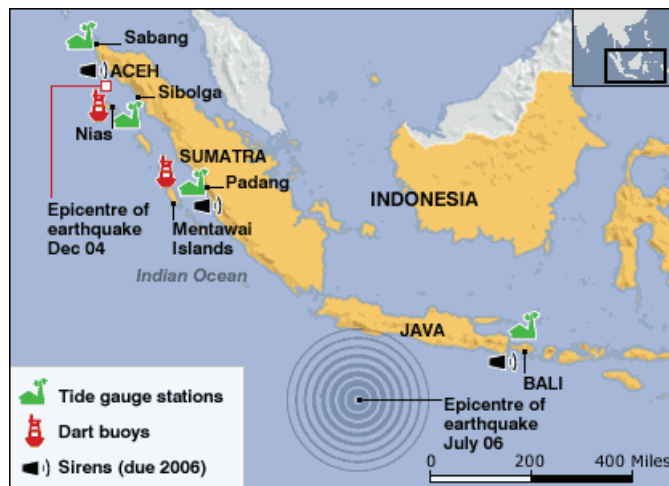 Sabang
ACEH
Sibolga
Nias
SUMATRA
Padang
INDONESIA
Epicentre of
earthquake
Dec 04
Mentawai
Islands
Indian Ocean
JAVA
BALI
Tide gauge stations
Dart buoys
Sirens (due 2006)
Epicentre of
earthquake
July 06
0 200 400 Miles